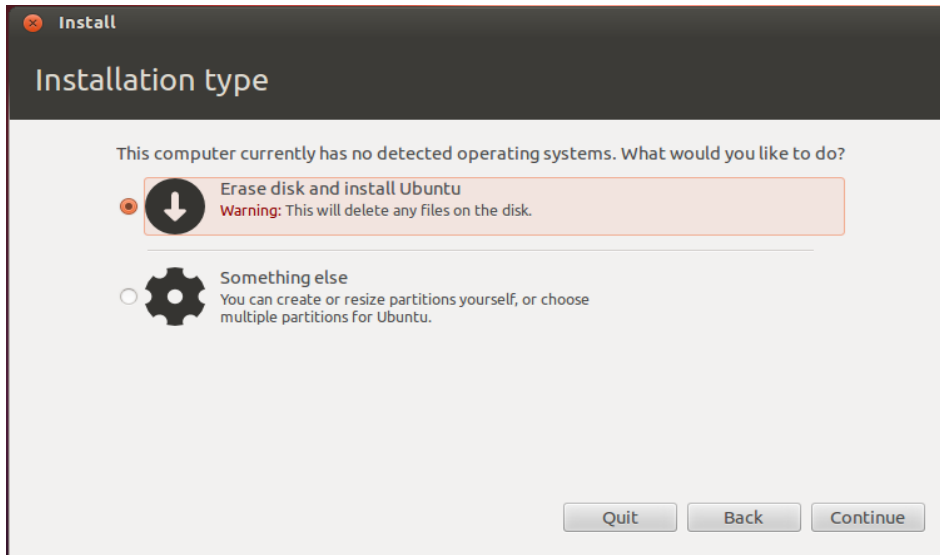 Install
Installation type
This computer currently has no detected operating systems. What would you like to do?
Erase disk and install Ubuntu
Warning: This will delete any files on the disk.
Something else
You can create or resize partitions yourself, or choose
multiple partitions for Ubuntu.
Quit Back Continue